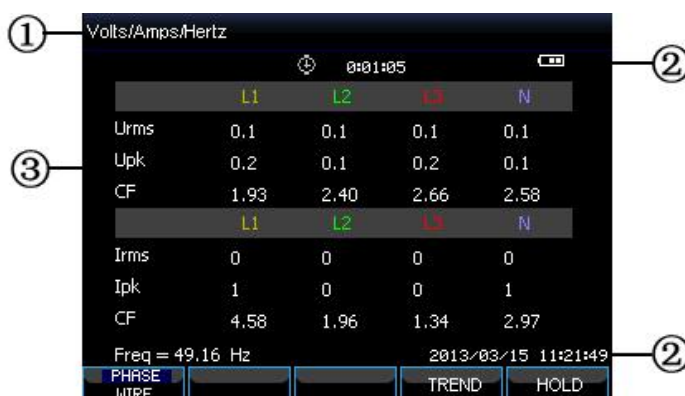 ① Volts/Amps/Hertz
0:01:05 ②
L1 L2 L3 N
Urms 0.1 0.1 0.1 0.1
③ Upk 0.2 0.1 0.2 0.1
CF 1.93 2.40 2.66 2.58
L1 L2 L3 N
Irms 0 0 0 0
Ipk 1 0 0 1
CF 4.58 1.96 1.34 2.97
Freq = 49.16 Hz 2013/03/15 11:21:49 ②
PHASE TREND HOLD
WIRE